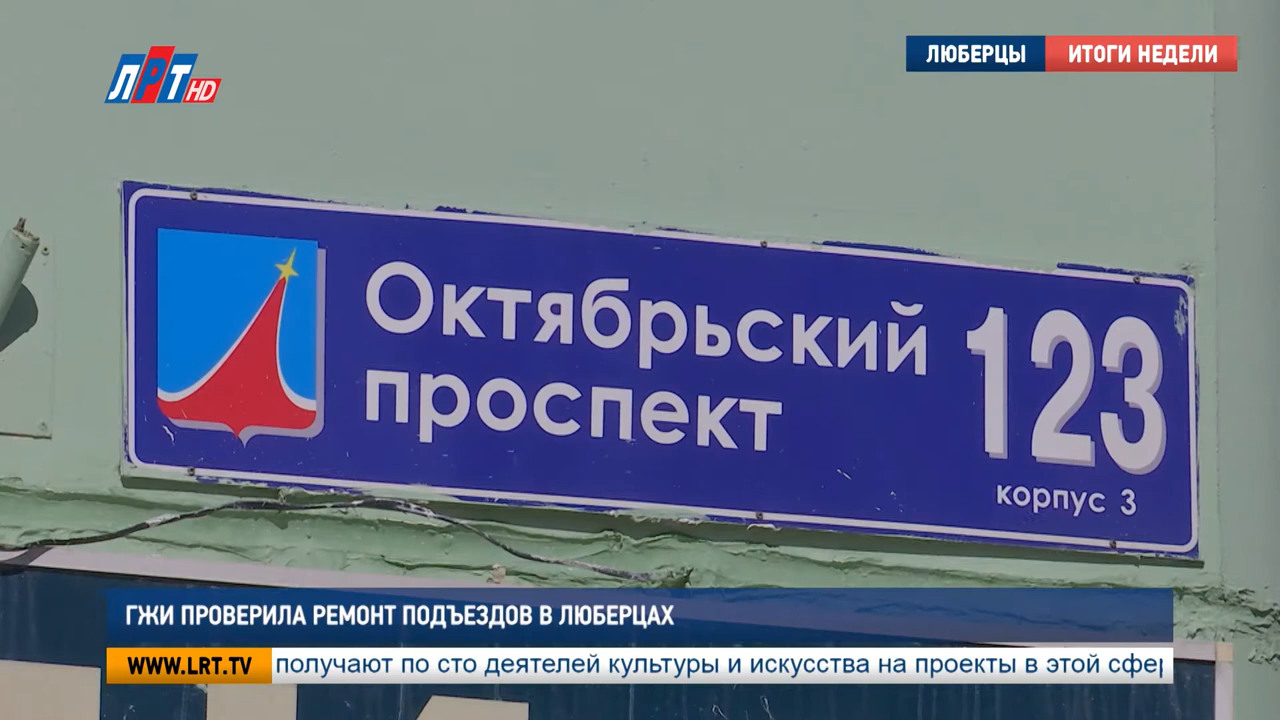 ЛРТ HD
ЛЮБЕРЦЫ ИТОГИ НЕДЕЛИ
Октябрьский
проспект
123
корпус 3
ГЖИ ПРОВЕРИЛА РЕМОНТ ПОДЪЕЗДОВ В ЛЮБЕРЦАХ
WWW.LRT.TV получают по сто деятелей культуры и искусства на проекты в этой сфер